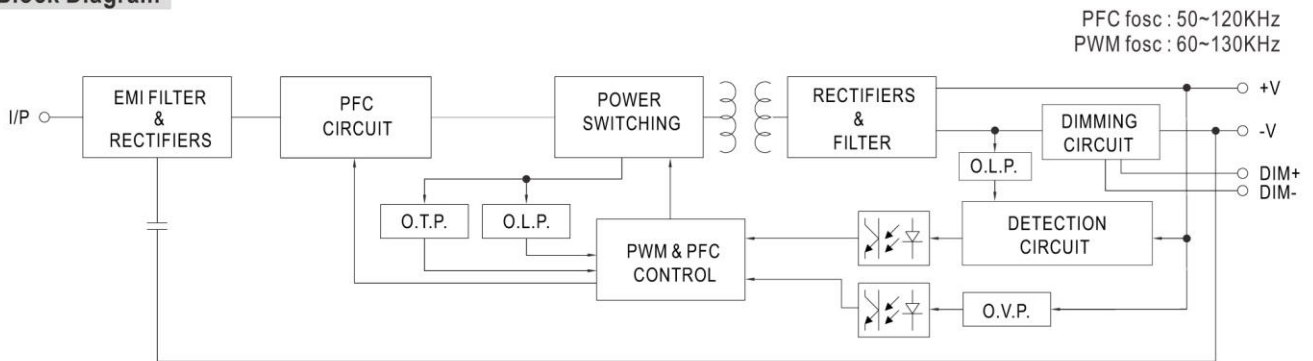 Block Diagram
PFC fosc : 50~120KHz
PWM fosc : 60~130KHz
I/P
EMI FILTER
&
RECTIFIERS
PFC
CIRCUIT
POWER
SWITCHING
RECTIFIERS
&
FILTER
DIMMING
CIRCUIT
+V
-V
DIM+
DIM-
O.L.P.
O.T.P.
O.L.P.
PWM & PFC
CONTROL
DETECTION
CIRCUIT
O.V.P.